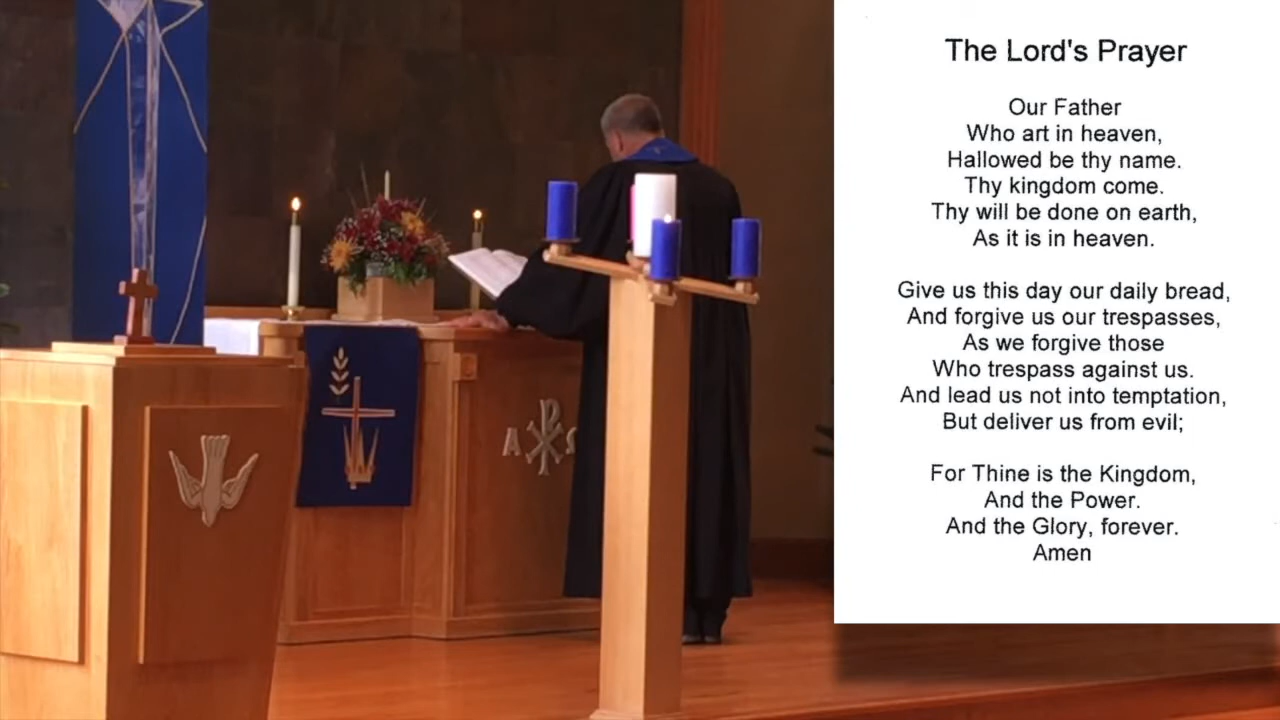 The Lord's Prayer
Our Father
Who art in heaven,
Hallowed be thy name.
Thy kingdom come.
Thy will be done on earth,
As it is in heaven.
Give us this day our daily bread,
And forgive us our trespasses,
As we forgive those
Who trespass against us.
And lead us not into temptation,
But deliver us from evil;
For Thine is the Kingdom,
And the Power.
And the Glory, forever.
Amen